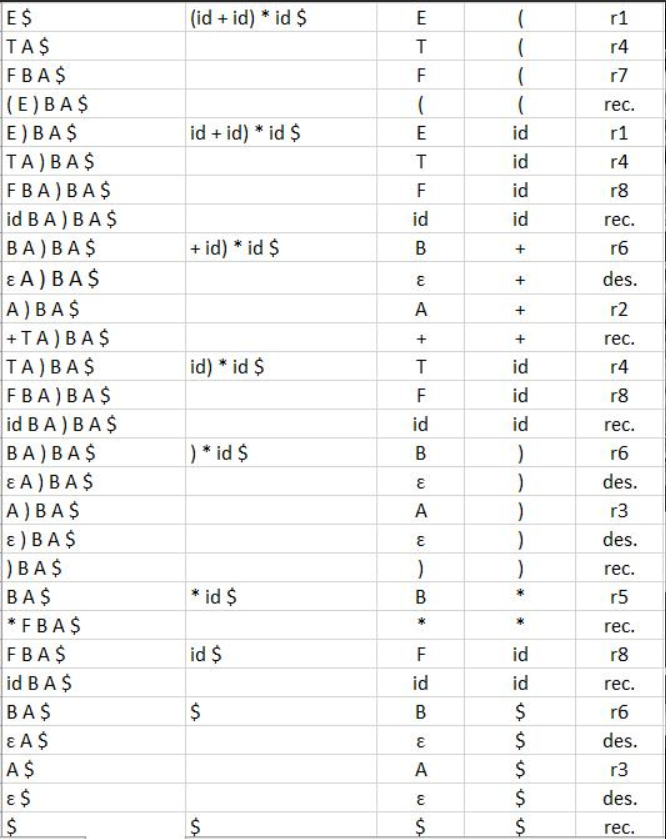 E $ (id + id) * id $ E ( r1
T A $ T ( r4
F B A $ F ( r7
( E ) B A $ ( ( rec.
E ) B A $ id + id) * id $ E id r1
T A ) B A $ T id r4
F B A ) B A $ F id r8
id B A ) B A $ id id rec.
B A ) B A $ + id) * id $ B + r6
ε A ) B A $ ε + des.
A ) B A $ A + r2
+ T A ) B A $ + + rec.
T A ) B A $ id) * id $ T id r4
F B A ) B A $ F id r8
id B A ) B A $ id id rec.
B A ) B A $ ) * id $ B ) r6
ε A ) B A $ ε ) des.
A ) B A $ A ) r3
ε ) B A $ ε ) des.
) B A $ ) ) rec.
B A $ * id $ B * r5
* F B A $ * * rec.
F B A $ id $ F id r8
id B A $ id id rec.
B A $ $ B $ r6
ε A $ ε $ des.
A $ A $ r3
ε $ ε $ des.
$ $ $ $ rec.